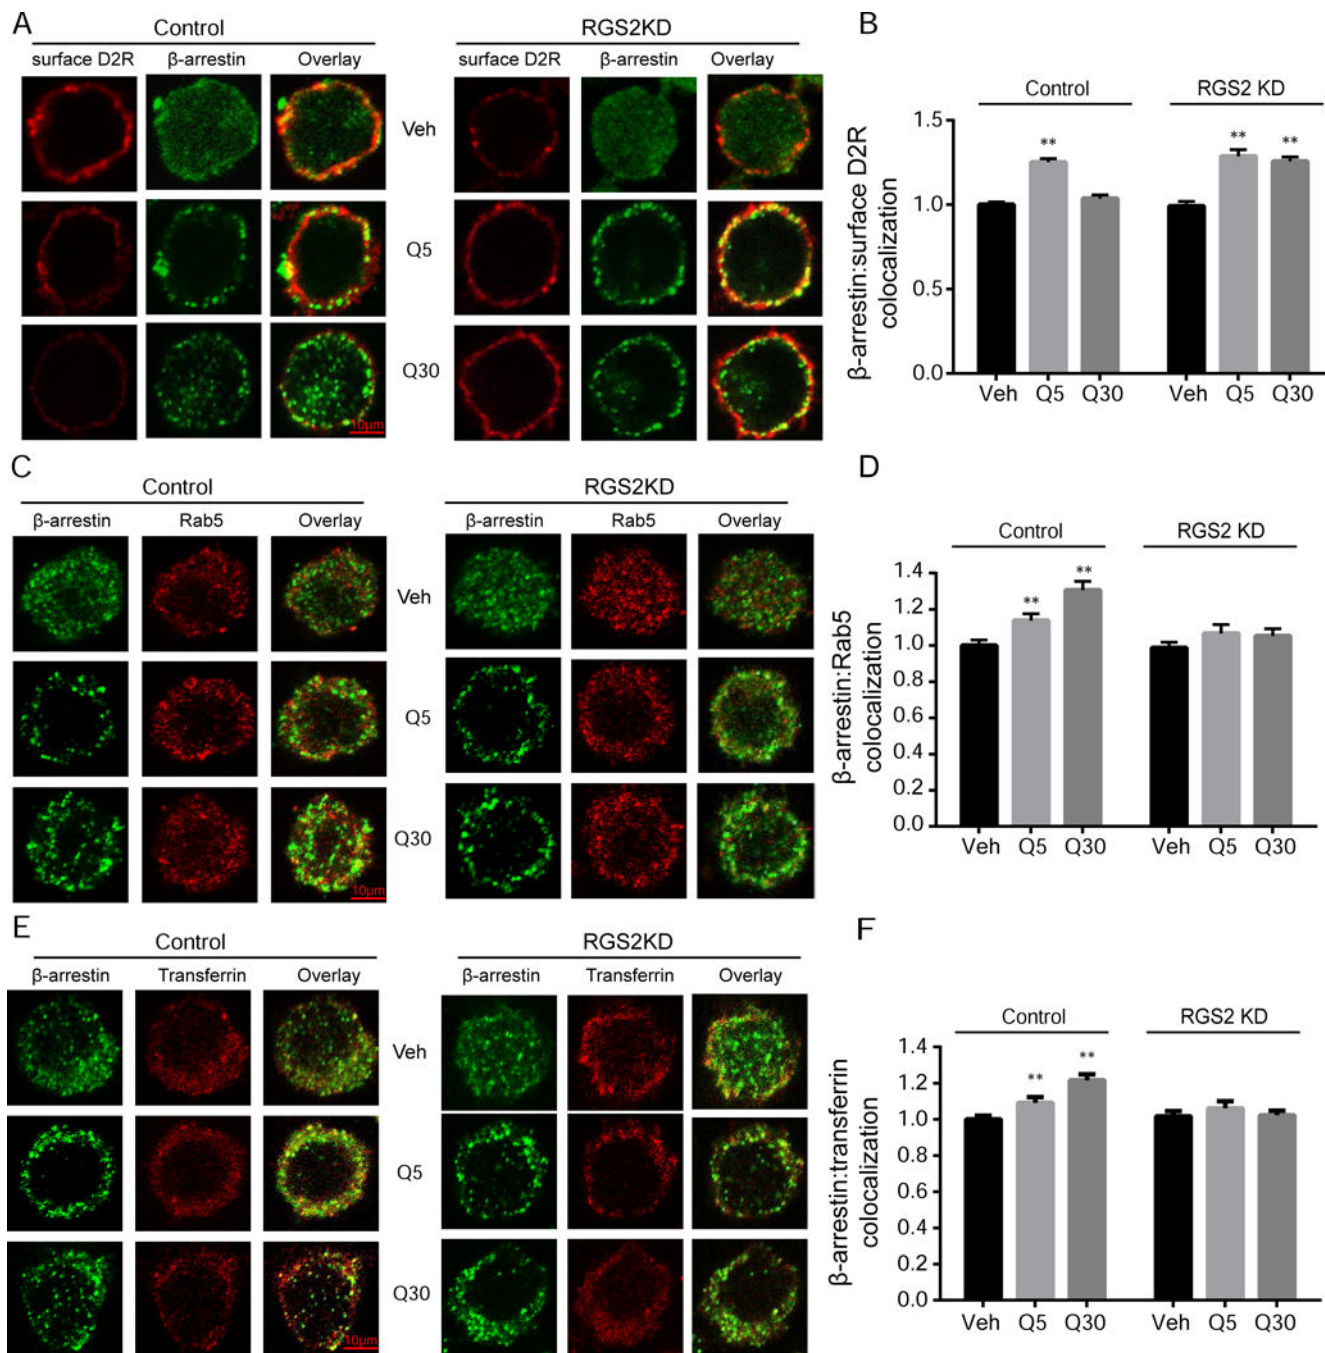 A
Control
RGS2KD
surface D2R β-arrestin Overlay
surface D2R β-arrestin Overlay
Veh
Q5
Q30
10μm
B
Control RGS2 KD
β-arrestin:surface D2R
colocalization
1.5
1.0
0.5
0.0
** ** **
Veh Q5 Q30 Veh Q5 Q30
C
Control
RGS2KD
β-arrestin Rab5 Overlay
β-arrestin Rab5 Overlay
Veh
Q5
Q30
10μm
D
Control RGS2 KD
β-arrestin:Rab5
colocalization
1.4
1.2
1.0
0.8
0.6
0.4
0.2
0.0
** **
Veh Q5 Q30 Veh Q5 Q30
E
Control
RGS2KD
β-arrestin Transferrin Overlay
β-arrestin Transferrin Overlay
Veh
Q5
Q30
10μm
F
Control RGS2 KD
β-arrestin:transferrin
colocalization
1.4
1.2
1.0
0.8
0.6
0.4
0.2
0.0
** **
Veh Q5 Q30 Veh Q5 Q30